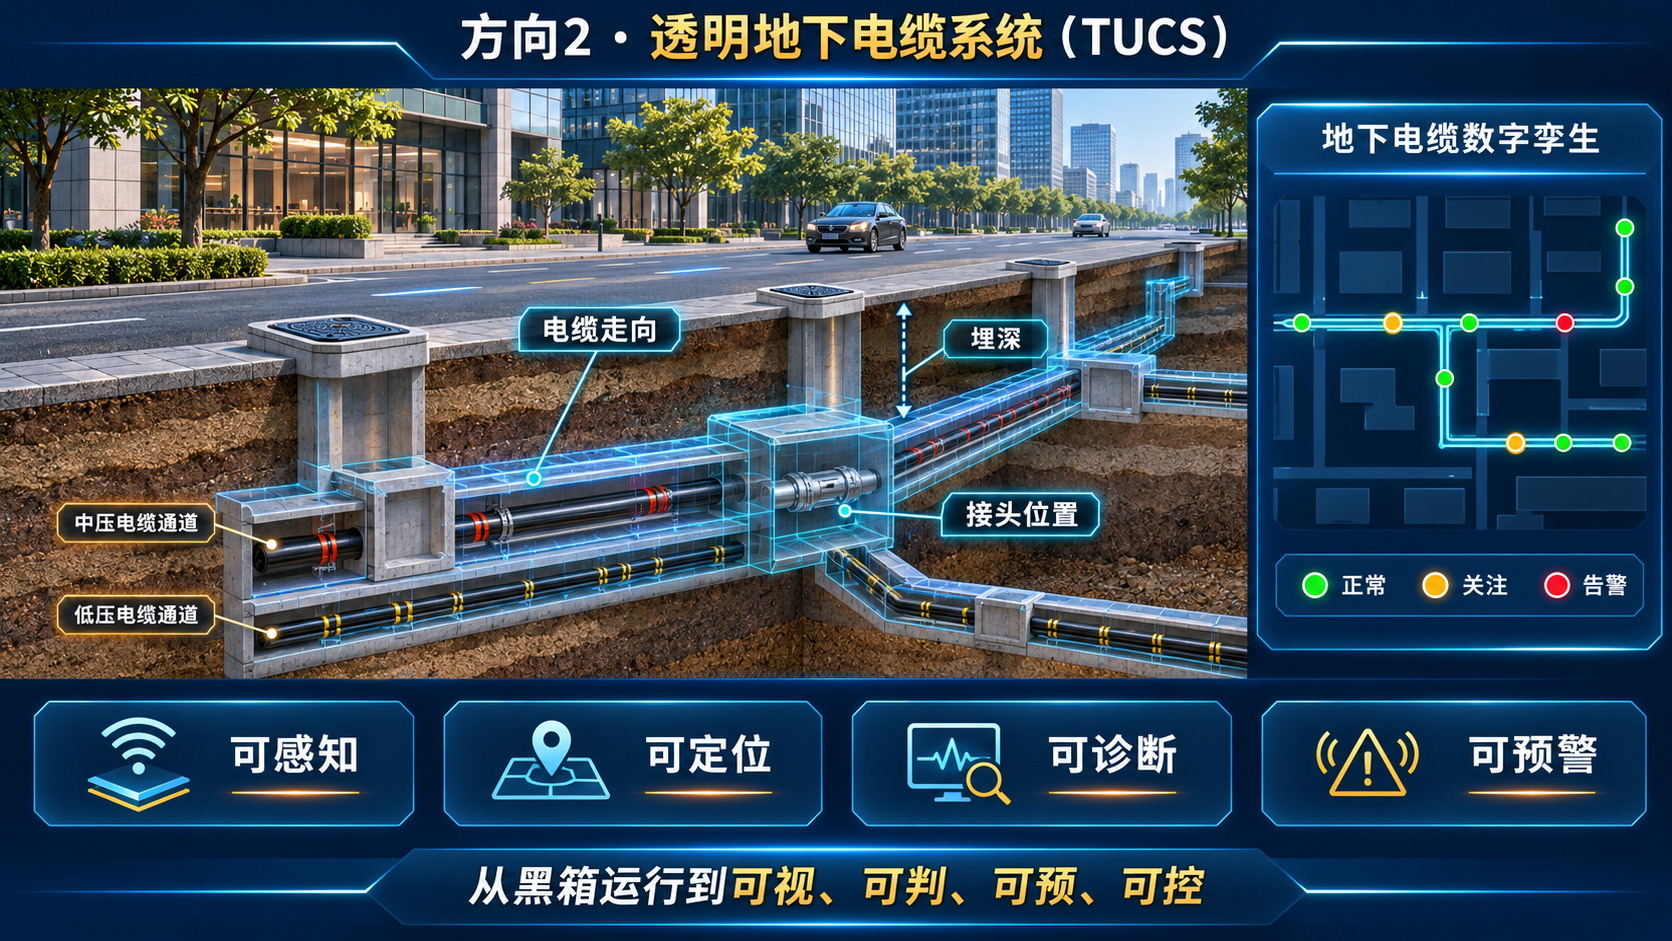 方向2·透明地下电缆系统(TUCS)
电缆走向
埋深
接头位置
中压电缆通道
低压电缆通道
地下电缆数字孪生
正常
关注
告警
可感知
可定位
可诊断
可预警
从黑箱运行到可视、可判、可预、可控